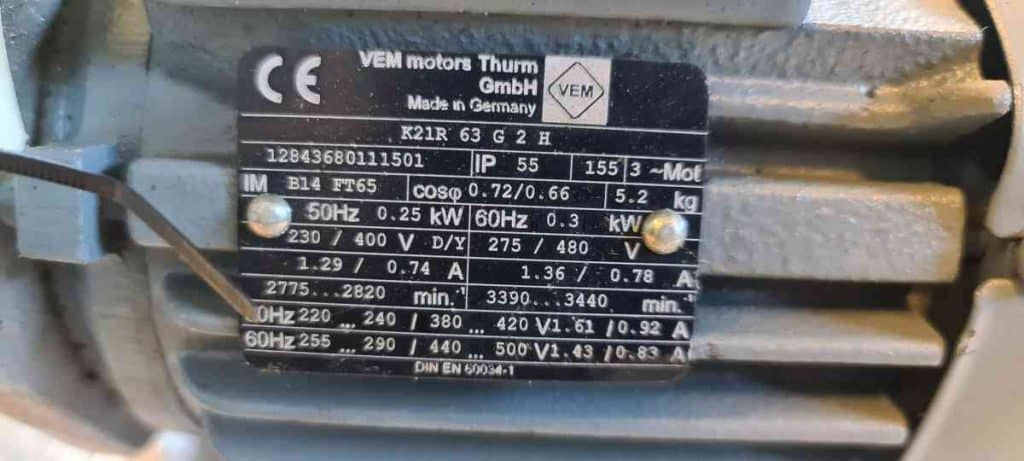 CE
VEM motors Thurm
GmbH
Made in Germany
VEM
K21R 63 G 2 H
12843680111501 IP 55 155 3 ~Mot
IM B14 FT65 cosφ 0.72/0.66 5.2 kg
50Hz 0.25 kW 60Hz 0.3 kW
230 / 400 V D/Y 275 / 480 V
1.29 / 0.74 A 1.36 / 0.78 A
2775...2820 min.⁻¹ 3390...3440 min.⁻¹
0Hz 220 ... 240 / 380 ... 420 V 1.61 / 0.92 A
60Hz 255 ... 290 / 440 ... 500 V 1.43 / 0.83 A
DIN EN 60034-1